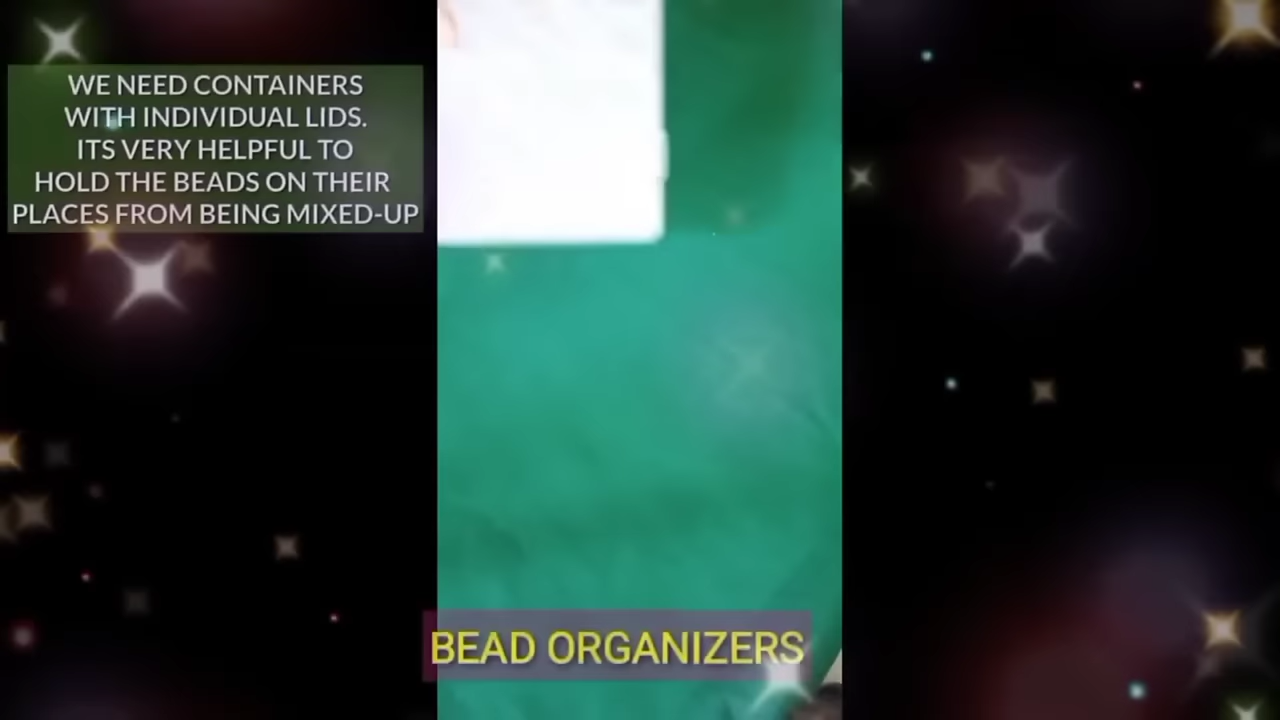 WE NEED CONTAINERS
WITH INDIVIDUAL LIDS.
ITS VERY HELPFUL TO
HOLD THE BEADS ON THEIR
PLACES FROM BEING MIXED-UP
BEAD ORGANIZERS